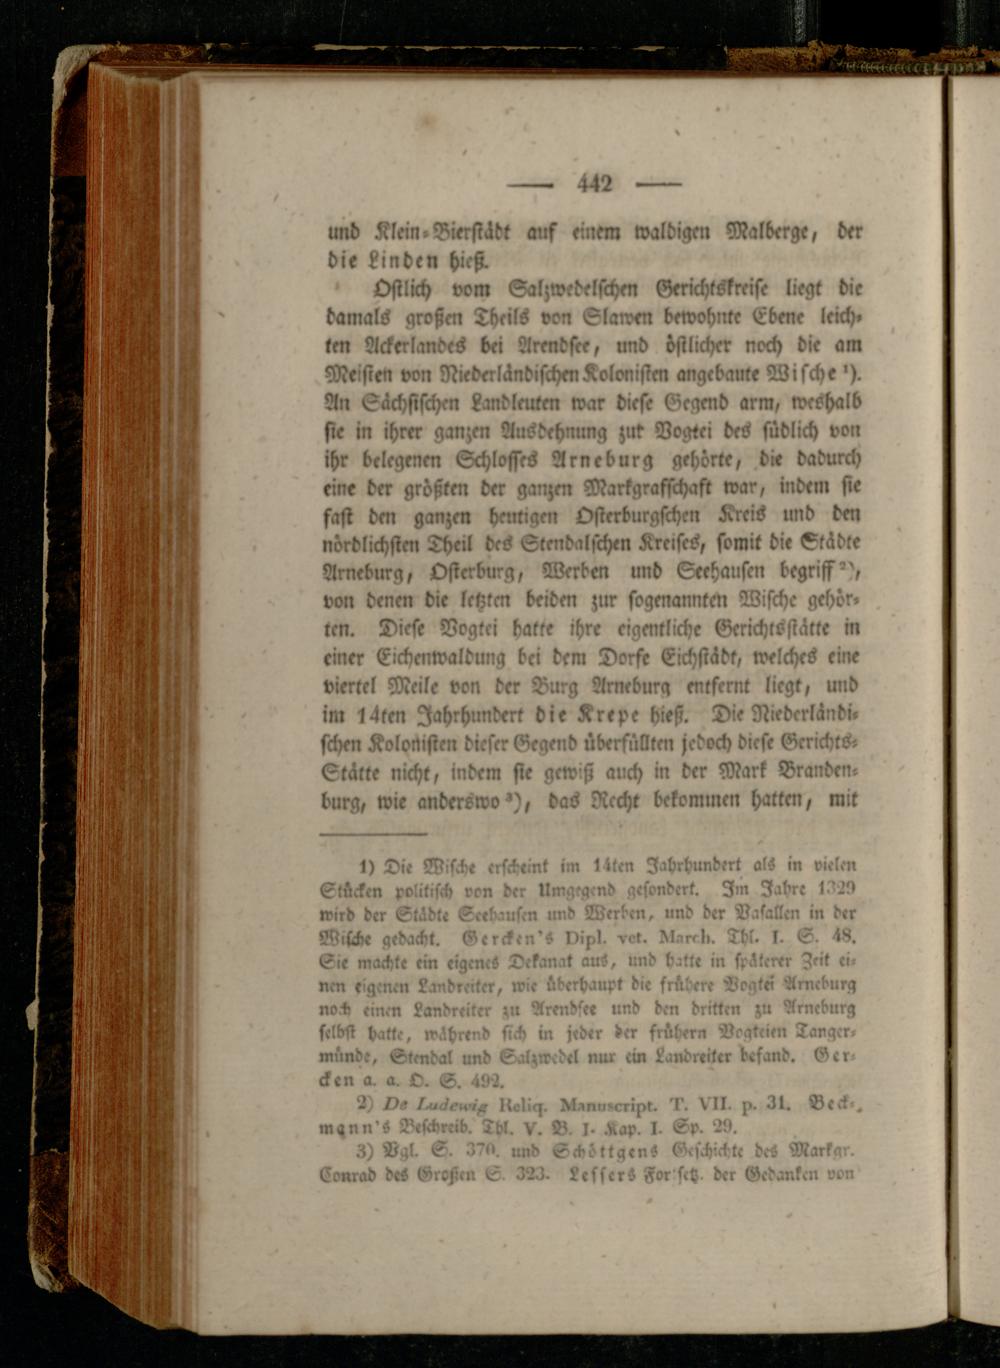 — 442 —
und Klein-Bierstädt auf einem waldigen Malberge, der
die Linden hieß.
Ostlich vom Salzwedelschen Gerichtskreise liegt die
damals großen Theils von Slawen bewohnte Ebene leich-
ten Ackerlandes bei Arendsee, und östlicher noch die am
Meisten von Niederländischen Kolonisten angebaute Wische ¹).
An Sächsischen Landleuten war diese Gegend arm, weshalb
sie in ihrer ganzen Ausdehnung zur Vogtei des südlich von
ihr belegenen Schlosses Arneburg gehörte, die dadurch
eine der größten der ganzen Markgrafschaft war, indem sie
fast den ganzen heutigen Osterburgschen Kreis und den
nördlichsten Theil des Stendalschen Kreises, somit die Städte
Arneburg, Osterburg, Werben und Seehausen begriff ²),
von denen die letzten beiden zur sogenannten Wische gehör-
ten. Diese Vogtei hatte ihre eigentliche Gerichtsstätte in
einer Eichenwaldung bei dem Dorfe Eichstädt, welches eine
viertel Meile von der Burg Arneburg entfernt liegt, und
im 14ten Jahrhundert die Krepe hieß. Die Niederländi-
schen Kolonisten dieser Gegend überfüllten jedoch diese Gerichts-
Stätte nicht, indem sie gewiß auch in der Mark Branden-
burg, wie anderswo ³), das Recht bekommen hatten, mit
1) Die Wische erscheint im 14ten Jahrhundert als in vielen
Stücken politisch von der Umgegend gesondert. Im Jahre 1329
wird der Städte Seehausen und Werben, und der Vasallen in der
Wische gedacht. Gercken's Dipl. vet. March. Thl. I. S. 48.
Sie machte ein eigenes Dekanat aus, und hatte in späterer Zeit ei-
nen eigenen Landreiter, wie überhaupt die frühere Vogtei Arneburg
noch einen Landreiter zu Arendsee und den dritten zu Arneburg
selbst hatte, während sich in jeder der frühern Vogteien Tanger-
münde, Stendal und Salzwedel nur ein Landreiter befand. Ger-
cken a. a. O. S. 492.
2) De Ludewig Reliq. Manuscript. T. VII. p. 31. Beck-
mann's Beschreib. Thl. V. B. I. Kap. I. Sp. 29.
3) Vgl. S. 370. und Schöttgens Geschichte des Markgr.
Conrad des Großen S. 323. Lessers Forsetz. der Gedanken von